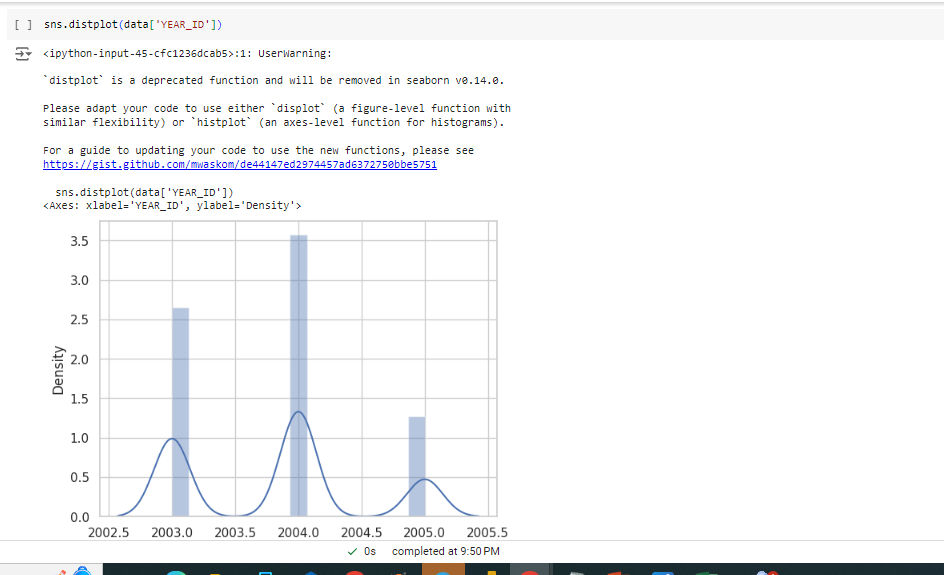 [ ] sns.distplot(data['YEAR_ID'])
<ipython-input-45-cfc1236dcab5>:1: UserWarning:
`distplot` is a deprecated function and will be removed in seaborn v0.14.0.
Please adapt your code to use either `displot` (a figure-level function with
similar flexibility) or `histplot` (an axes-level function for histograms).
For a guide to updating your code to use the new functions, please see
https://gist.github.com/mwaskom/de44147ed2974457ad6372750bbe5751
sns.distplot(data['YEAR_ID'])
<Axes: xlabel='YEAR_ID', ylabel='Density'>
3.5
3.0
2.5
2.0
1.5
1.0
0.5
0.0
Density
2002.5 2003.0 2003.5 2004.0 2004.5 2005.0 2005.5
✓ 0s completed at 9:50 PM